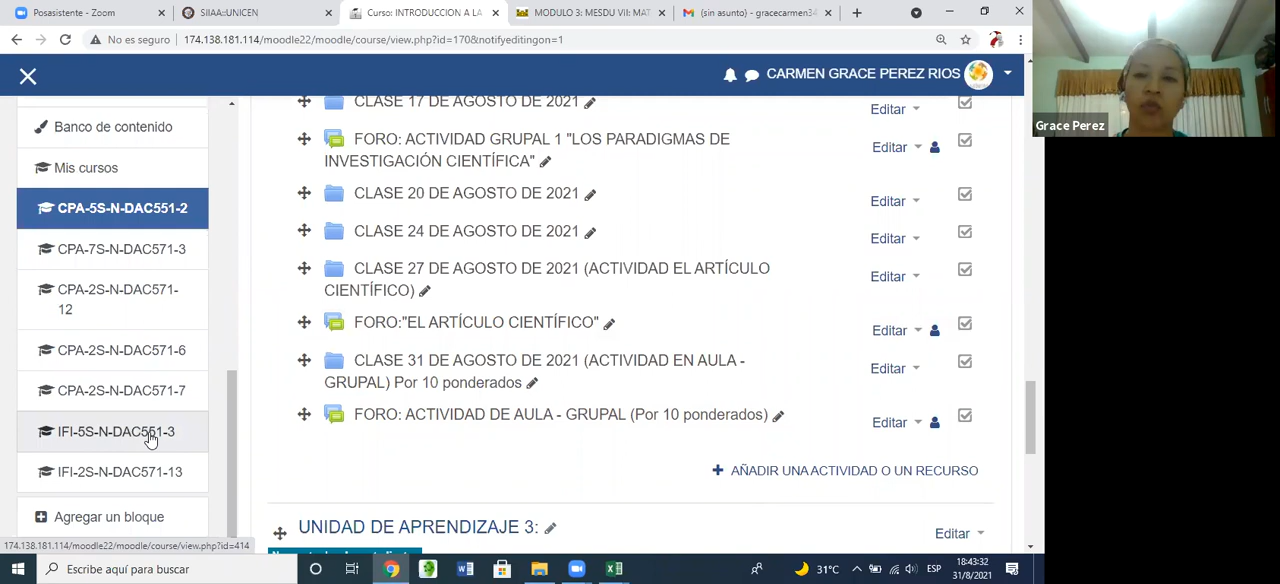 Posasistente - Zoom
SIIAA::UNICEN
Curso: INTRODUCCION A LA
MODULO 3: MESDU VII: MAT
(sin asunto) - gracecarmen34
No es seguro
174.138.181.114/moodle22/moodle/course/view.php?id=170&notifyeditingon=1
CARMEN GRACE PEREZ RIOS
Grace Perez
Banco de contenido
Mis cursos
CPA-5S-N-DAC551-2
CPA-7S-N-DAC571-3
CPA-2S-N-DAC571-
12
CPA-2S-N-DAC571-6
CPA-2S-N-DAC571-7
IFI-5S-N-DAC551-3
IFI-2S-N-DAC571-13
Agregar un bloque
CLASE 17 DE AGOSTO DE 2021
Editar
FORO: ACTIVIDAD GRUPAL 1 "LOS PARADIGMAS DE
INVESTIGACIÓN CIENTÍFICA"
Editar
CLASE 20 DE AGOSTO DE 2021
Editar
CLASE 24 DE AGOSTO DE 2021
Editar
CLASE 27 DE AGOSTO DE 2021 (ACTIVIDAD EL ARTÍCULO
CIENTÍFICO)
Editar
FORO:"EL ARTÍCULO CIENTÍFICO"
Editar
CLASE 31 DE AGOSTO DE 2021 (ACTIVIDAD EN AULA -
GRUPAL) Por 10 ponderados
Editar
FORO: ACTIVIDAD DE AULA - GRUPAL (Por 10 ponderados)
Editar
AÑADIR UNA ACTIVIDAD O UN RECURSO
UNIDAD DE APRENDIZAJE 3:
Editar
174.138.181.114/moodle22/moodle/course/view.php?id=414
Escribe aquí para buscar
31°C
ESP
18:43:32
31/8/2021